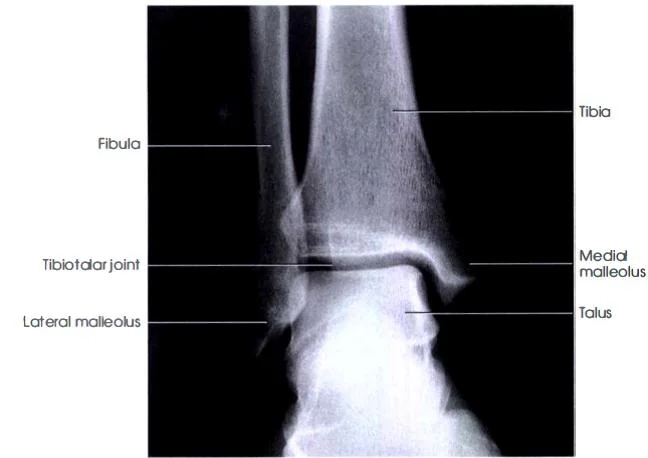 Tibia
Fibula
Tibiotalar joint
Medial
malleolus
Lateral malleolus
Talus